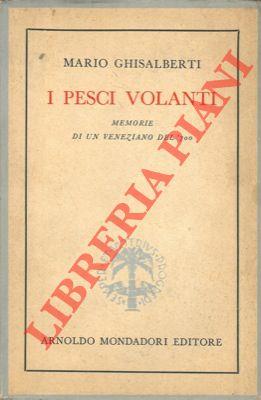 MARIO GHISALBERTI
I PESCI VOLANTI
MEMORIE
DI UN VENEZIANO DEL '700
LIBRERIA PIANI
ARNOLDO MONDADORI EDITORE